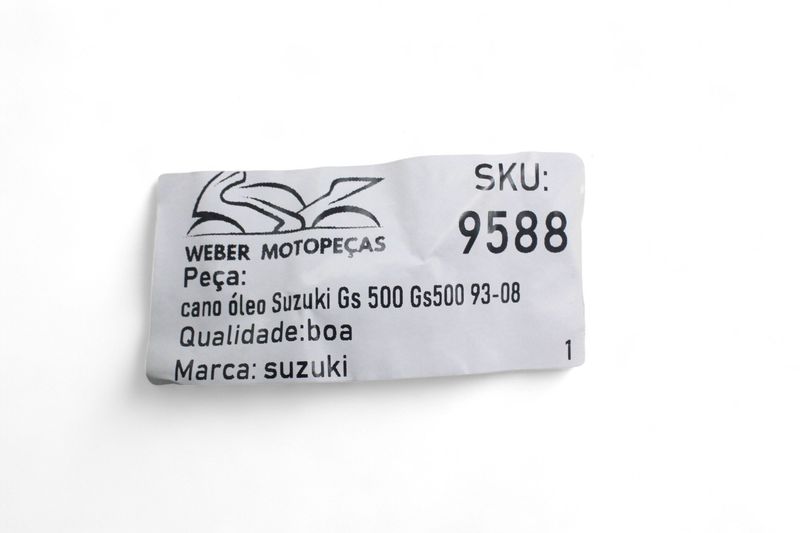 WEBER MOTOPEÇAS
SKU:
9588
Peça:
cano óleo Suzuki Gs 500 Gs500 93-08
Qualidade:boa
Marca: suzuki
1